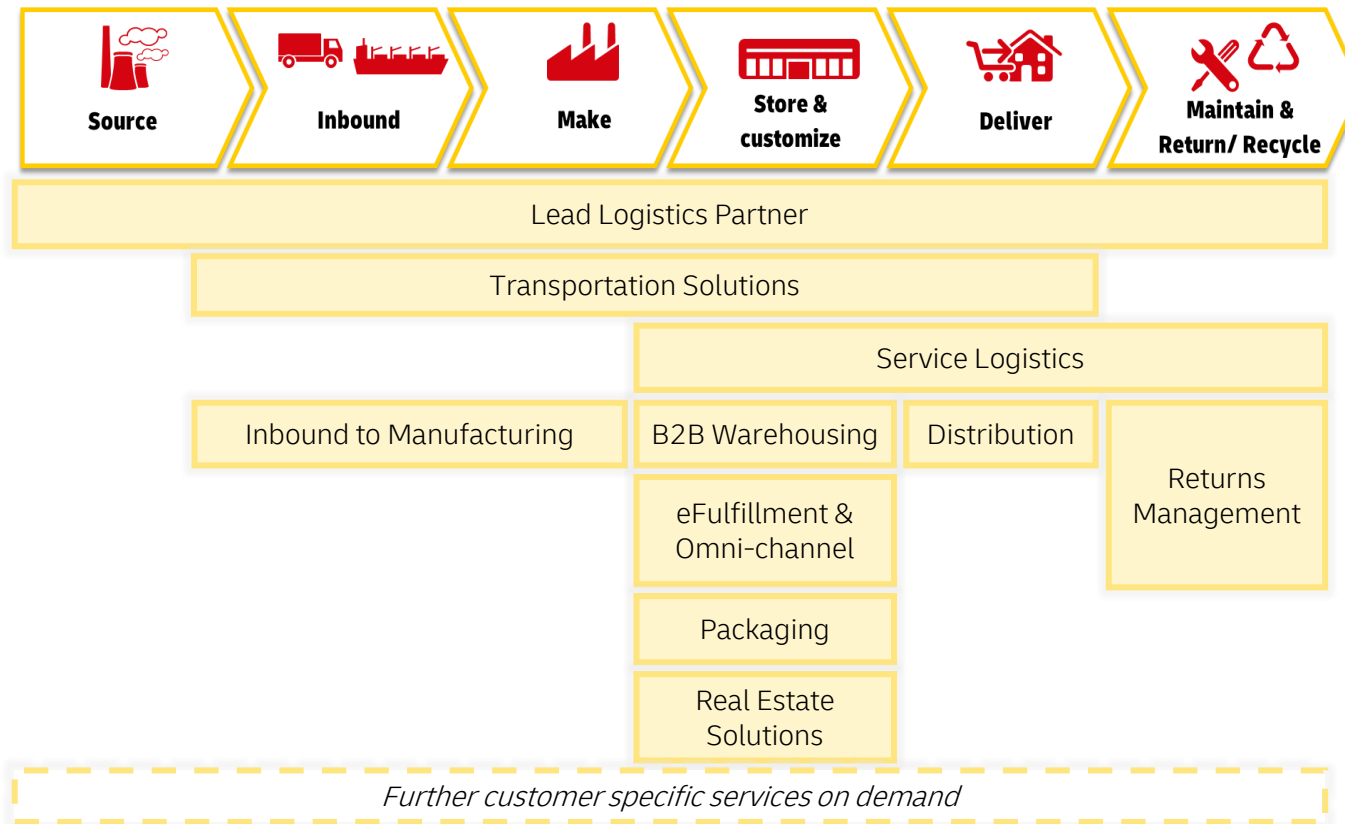 Source
Inbound
Make
Store &
customize
Deliver
Maintain &
Return/ Recycle
Lead Logistics Partner
Transportation Solutions
Service Logistics
Inbound to Manufacturing
B2B Warehousing
Distribution
Returns
Management
eFulfillment &
Omni-channel
Packaging
Real Estate
Solutions
Further customer specific services on demand